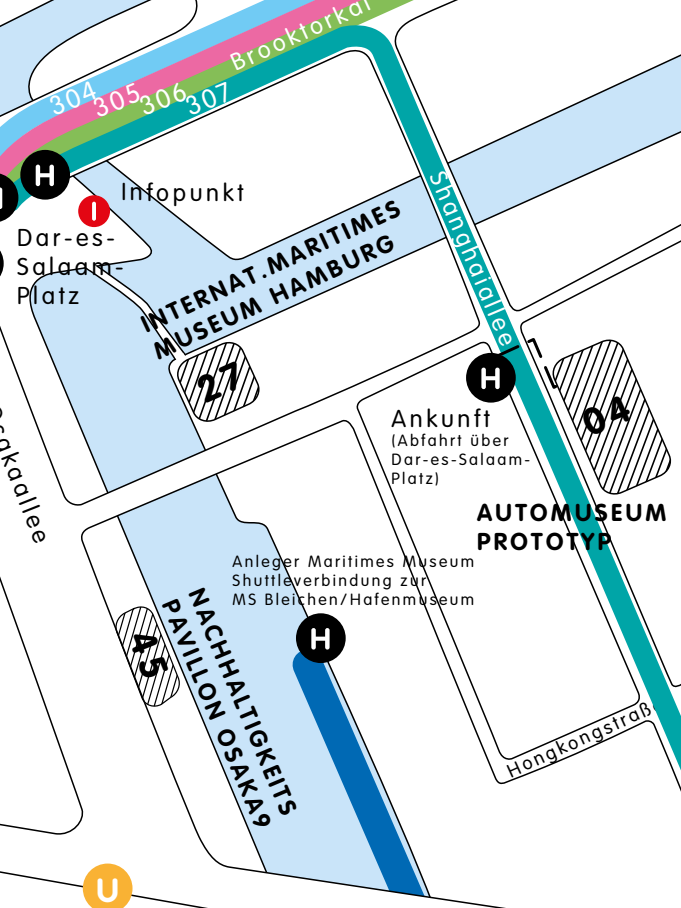 Brooktorkai
304
305
306
307
H
H
I
Infopunkt
Dar-es-
Salaam-
Platz
INTERNAT.MARITIMES
MUSEUM HAMBURG
Shanghaiallee
27
H
04
Ankunft
(Abfahrt über
Dar-es-Salaam-
Platz)
Osakaallee
AUTOMUSEUM
PROTOTYP
Anleger Maritimes Museum
Shuttleverbindung zur
MS Bleichen/Hafenmuseum
45
NACHHALTIGKEITS
PAVILLON OSAKA9
H
Hongkongstraß
U